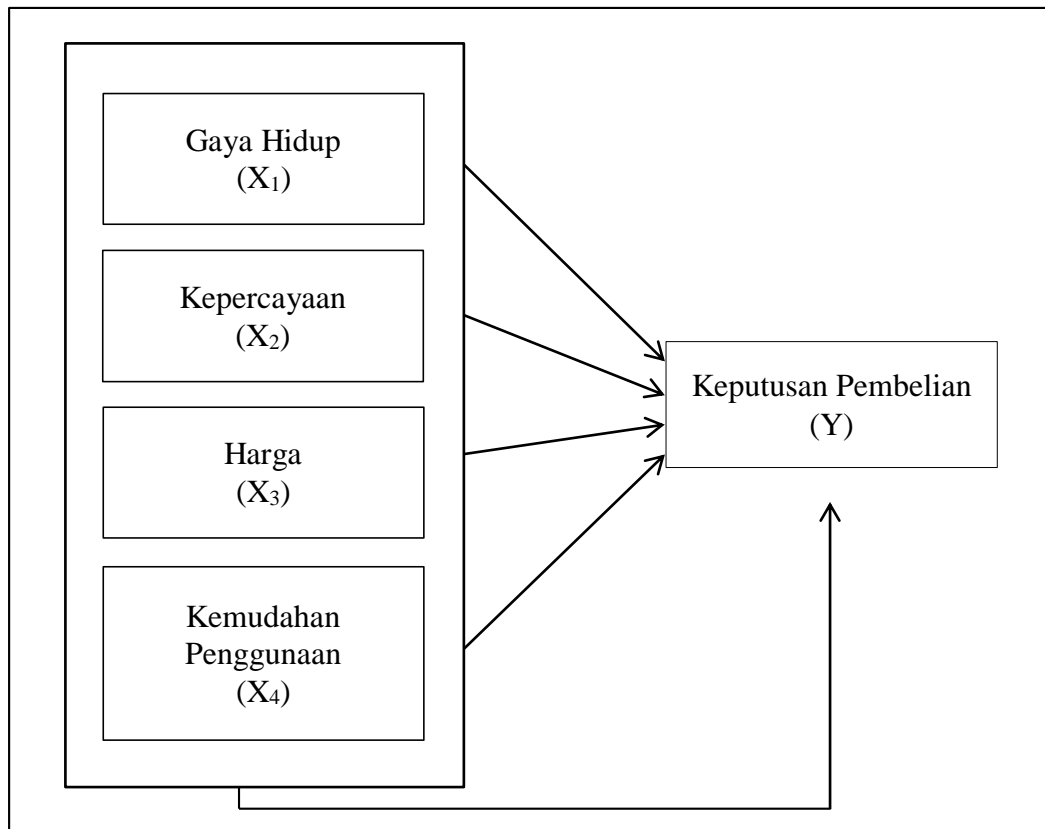 Gaya Hidup
(X₁)
Kepercayaan
(X₂)
Harga
(X₃)
Kemudahan
Penggunaan
(X₄)
Keputusan Pembelian
(Y)